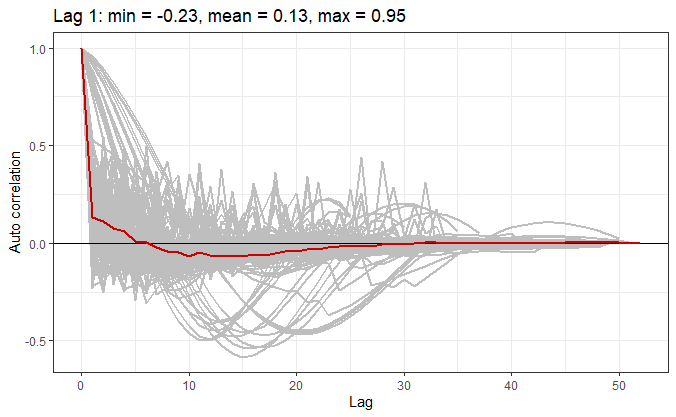 Lag 1: min = -0.23, mean = 0.13, max = 0.95
1.0
0.5
0.0
-0.5
Auto correlation
0 10 20 30 40 50
Lag